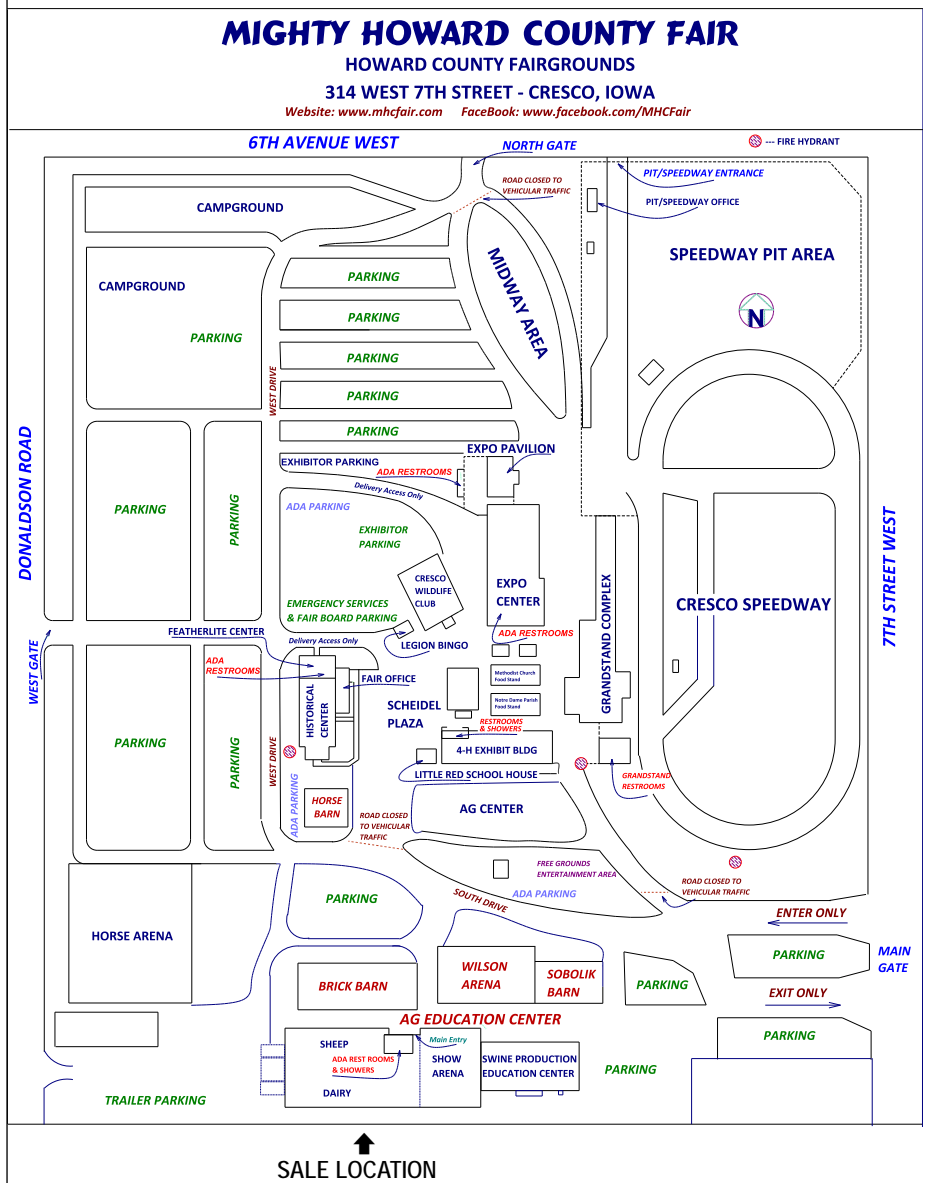 MIGHTY HOWARD COUNTY FAIR
HOWARD COUNTY FAIRGROUNDS
314 WEST 7TH STREET - CRESCO, IOWA
Website: www.mhcfair.com FaceBook: www.facebook.com/MHCFair
6TH AVENUE WEST
NORTH GATE
--- FIRE HYDRANT
PIT/SPEEDWAY ENTRANCE
ROAD CLOSED TO
VEHICULAR TRAFFIC
PIT/SPEEDWAY OFFICE
CAMPGROUND
SPEEDWAY PIT AREA
MIDWAY AREA
N
CAMPGROUND
PARKING
PARKING
PARKING
PARKING
PARKING
PARKING
WEST DRIVE
DONALDSON ROAD
EXPO PAVILION
EXHIBITOR PARKING
ADA RESTROOMS
Delivery Access Only
ADA PARKING
PARKING
PARKING
EXHIBITOR
PARKING
7TH STREET WEST
CRESCO
WILDLIFE
CLUB
EXPO
CENTER
GRANDSTAND COMPLEX
CRESCO SPEEDWAY
EMERGENCY SERVICES
& FAIR BOARD PARKING
FEATHERLITE CENTER
Delivery Access Only
LEGION BINGO
ADA RESTROOMS
WEST GATE
ADA
RESTROOMS
FAIR OFFICE
Methodist Church
Food Stand
Notre Dame Parish
Food Stand
HISTORICAL
CENTER
SCHEIDEL
PLAZA
RESTROOMS
& SHOWERS
4-H EXHIBIT BLDG
PARKING
PARKING
WEST DRIVE
LITTLE RED SCHOOL HOUSE
GRANDSTAND
RESTROOMS
ADA PARKING
HORSE
BARN
AG CENTER
ROAD CLOSED
TO VEHICULAR
TRAFFIC
FREE GROUNDS
ENTERTAINMENT AREA
ADA PARKING
ROAD CLOSED TO
VEHICULAR TRAFFIC
SOUTH DRIVE
PARKING
ENTER ONLY
HORSE ARENA
PARKING
MAIN
GATE
WILSON
ARENA
SOBOLIK
BARN
BRICK BARN
PARKING
EXIT ONLY
AG EDUCATION CENTER
PARKING
SHEEP
Main Entry
ADA REST ROOMS
& SHOWERS
SHOW
ARENA
SWINE PRODUCTION
EDUCATION CENTER
PARKING
DAIRY
TRAILER PARKING
SALE LOCATION